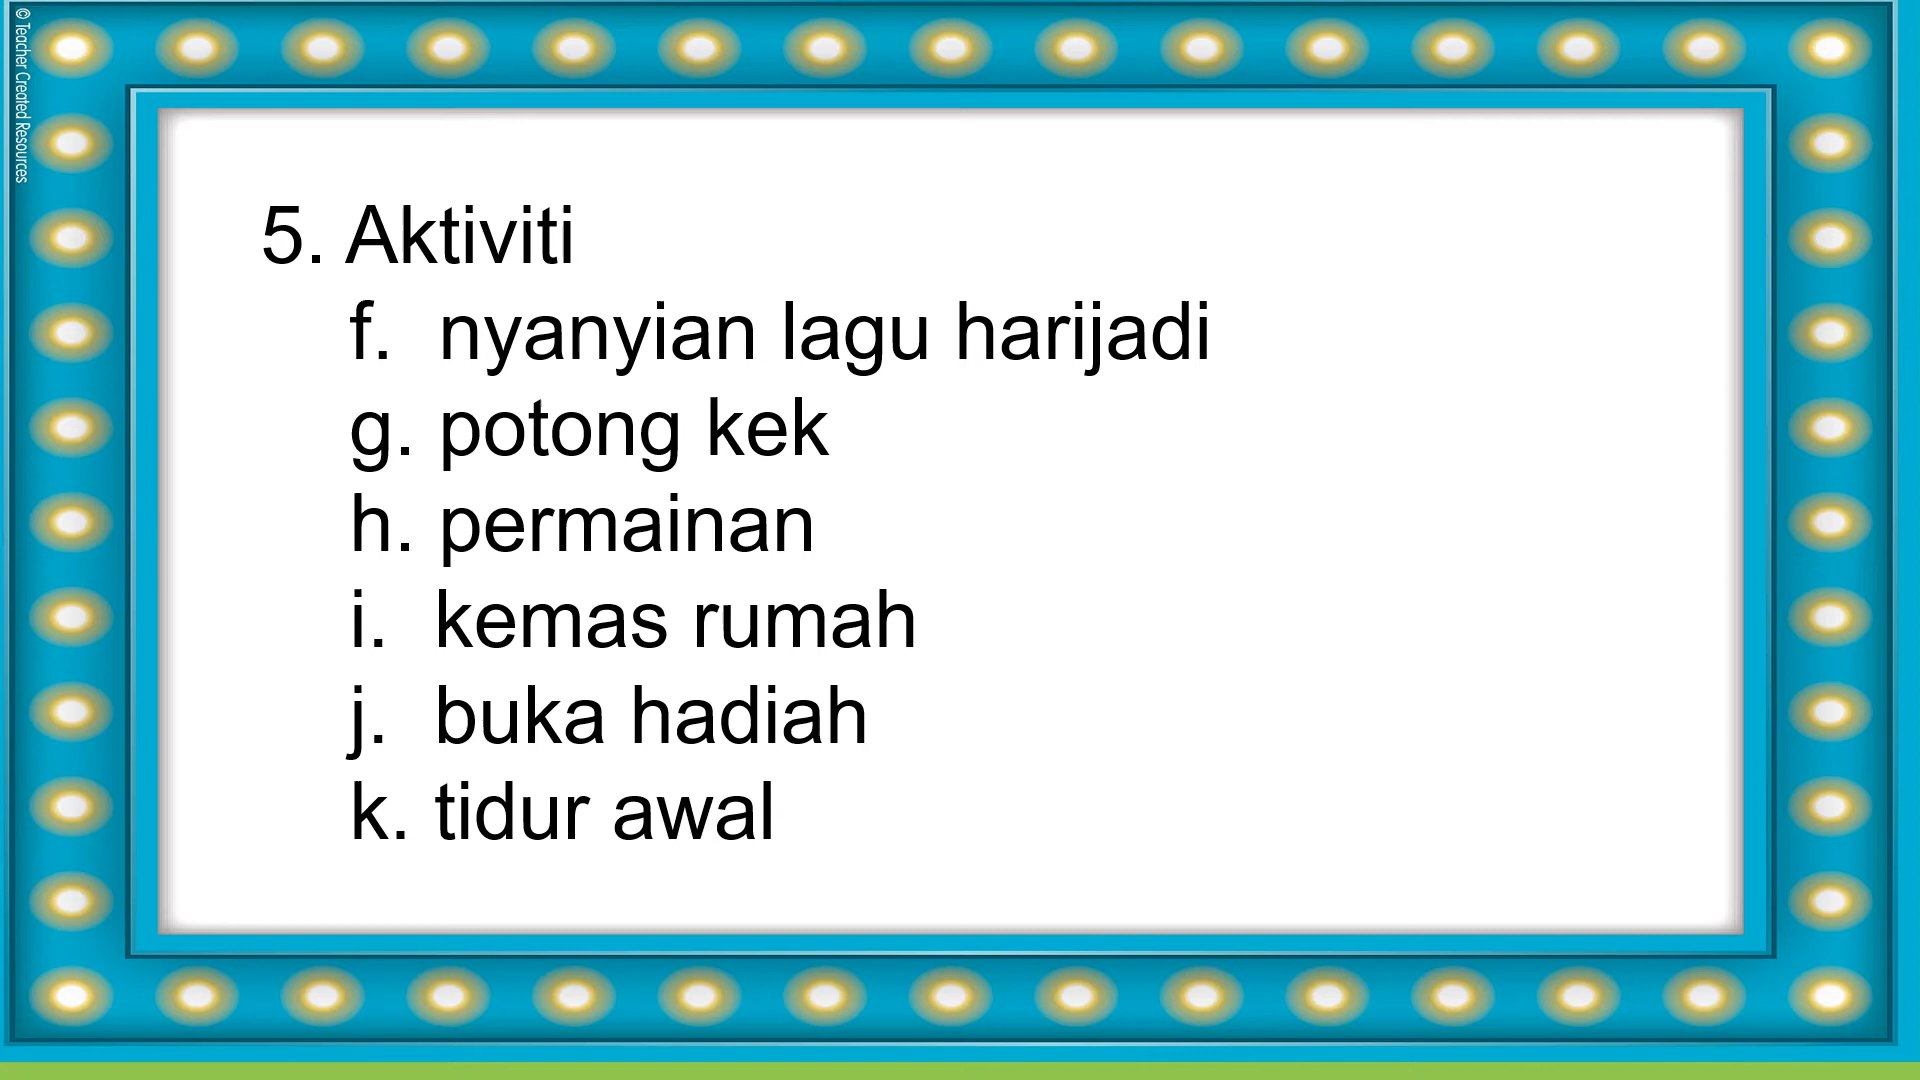 © Teacher Created Resources
5. Aktiviti
f. nyanyian lagu harijadi
g. potong kek
h. permainan
i. kemas rumah
j. buka hadiah
k. tidur awal